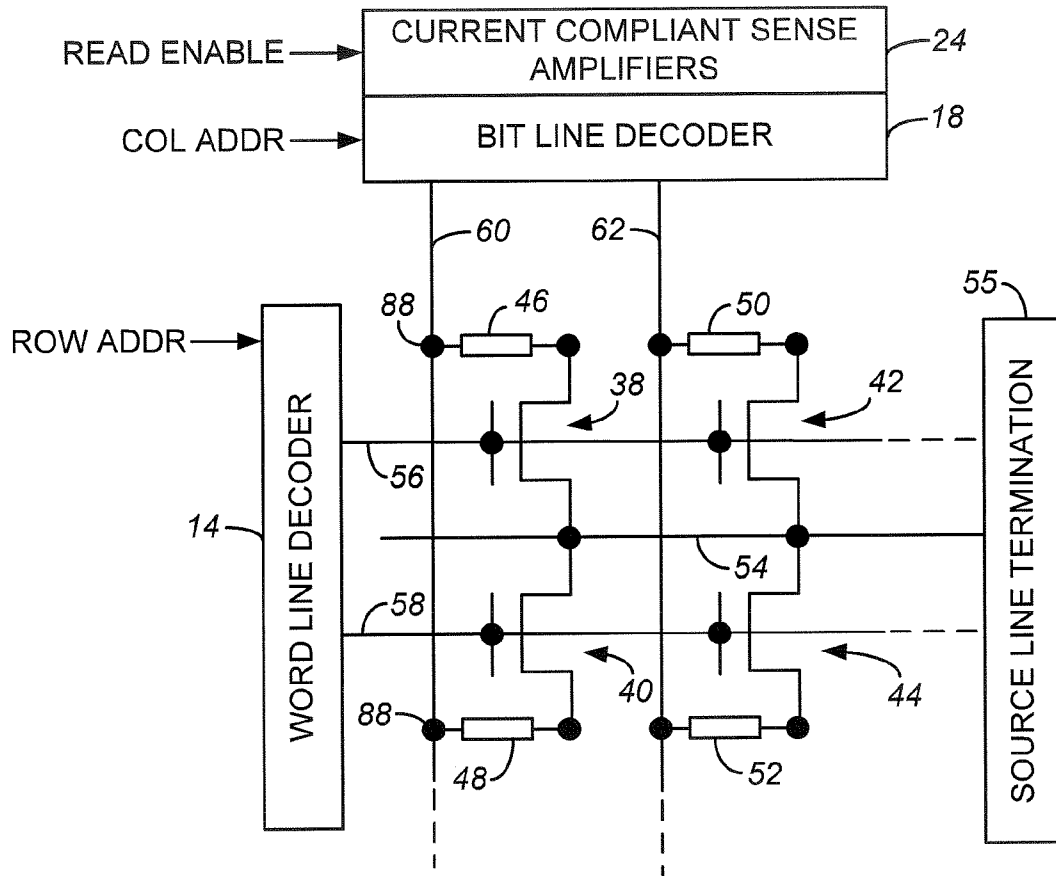 CURRENT COMPLIANT SENSE
AMPLIFIERS
READ ENABLE
24
BIT LINE DECODER
COL ADDR
18
60
62
55
46
50
88
ROW ADDR
38
42
56
14
WORD LINE DECODER
54
SOURCE LINE TERMINATION
58
40
44
88
48
52